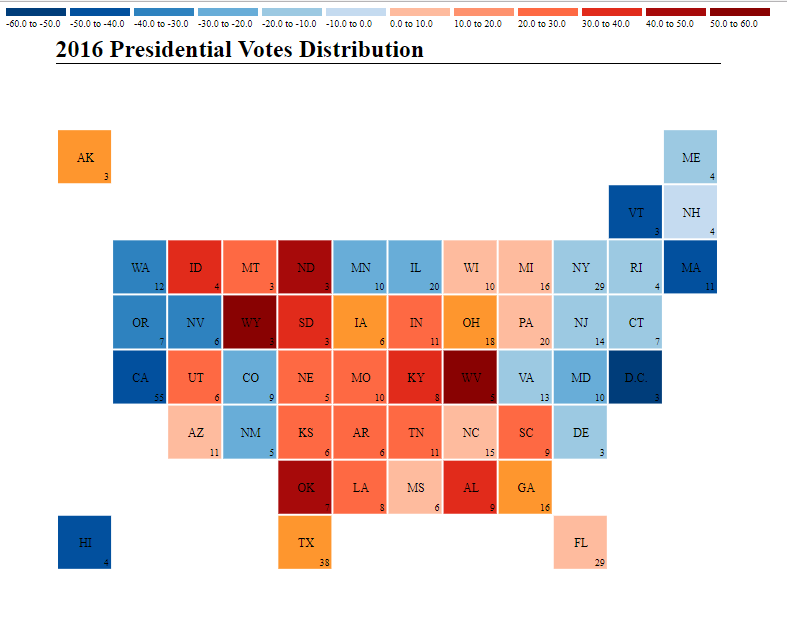 -60.0 to -50.0 -50.0 to -40.0 -40.0 to -30.0 -30.0 to -20.0 -20.0 to -10.0 -10.0 to 0.0 0.0 to 10.0 10.0 to 20.0 20.0 to 30.0 30.0 to 40.0 40.0 to 50.0 50.0 to 60.0
2016 Presidential Votes Distribution
AK ME
3 4
VT NH
3 4
WA ID MT ND MN IL WI MI NY RI MA
12 4 3 3 10 20 10 16 29 4 11
OR NV WY SD IA IN OH PA NJ CT
7 6 3 3 6 11 18 20 14 7
CA UT CO NE MO KY WV VA MD D.C.
55 6 9 5 10 8 5 13 10 3
AZ NM KS AR TN NC SC DE
11 5 6 6 11 15 9 3
OK LA MS AL GA
7 8 6 9 16
HI TX FL
4 38 29